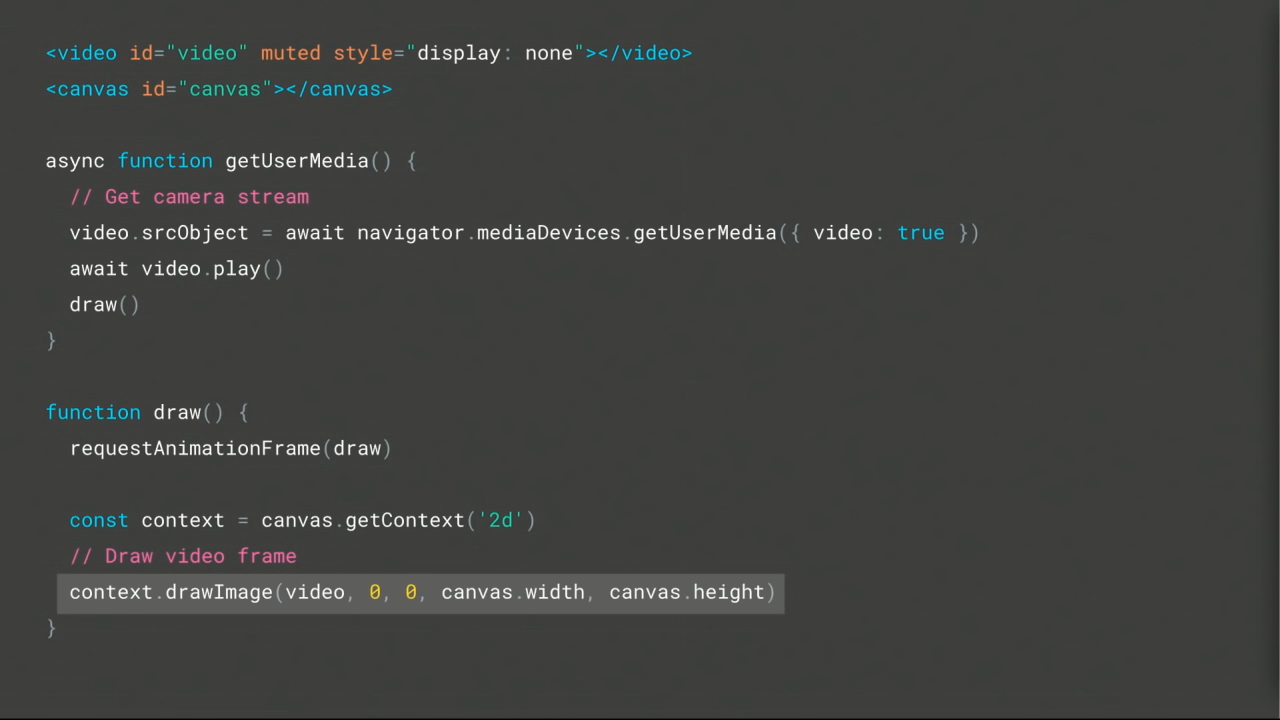 <video id="video" muted style="display: none"></video>
<canvas id="canvas"></canvas>
async function getUserMedia() {
// Get camera stream
video.srcObject = await navigator.mediaDevices.getUserMedia({ video: true })
await video.play()
draw()
}
function draw() {
requestAnimationFrame(draw)
const context = canvas.getContext('2d')
// Draw video frame
context.drawImage(video, 0, 0, canvas.width, canvas.height)
}